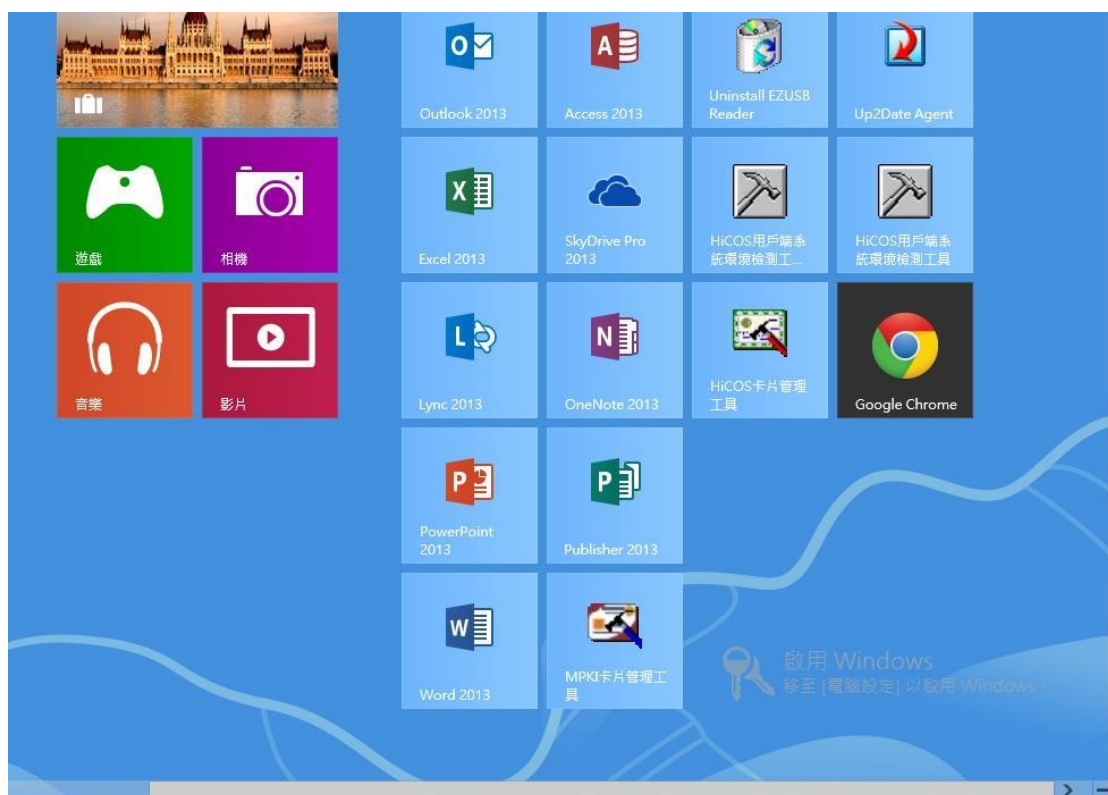 Outlook 2013
Access 2013
Uninstall EZUSB
Reader
Up2Date Agent
遊戲
相機
Excel 2013
SkyDrive Pro
2013
HiCOS用戶端系
統環境檢測工...
HiCOS用戶端系
統環境檢測工具
音樂
影片
Lync 2013
OneNote 2013
HiCOS卡片管理
工具
Google Chrome
PowerPoint
2013
Publisher 2013
Word 2013
MPKI卡片管理工
具
啟用 Windows
移至 [電腦設定] 以啟用 Windows。